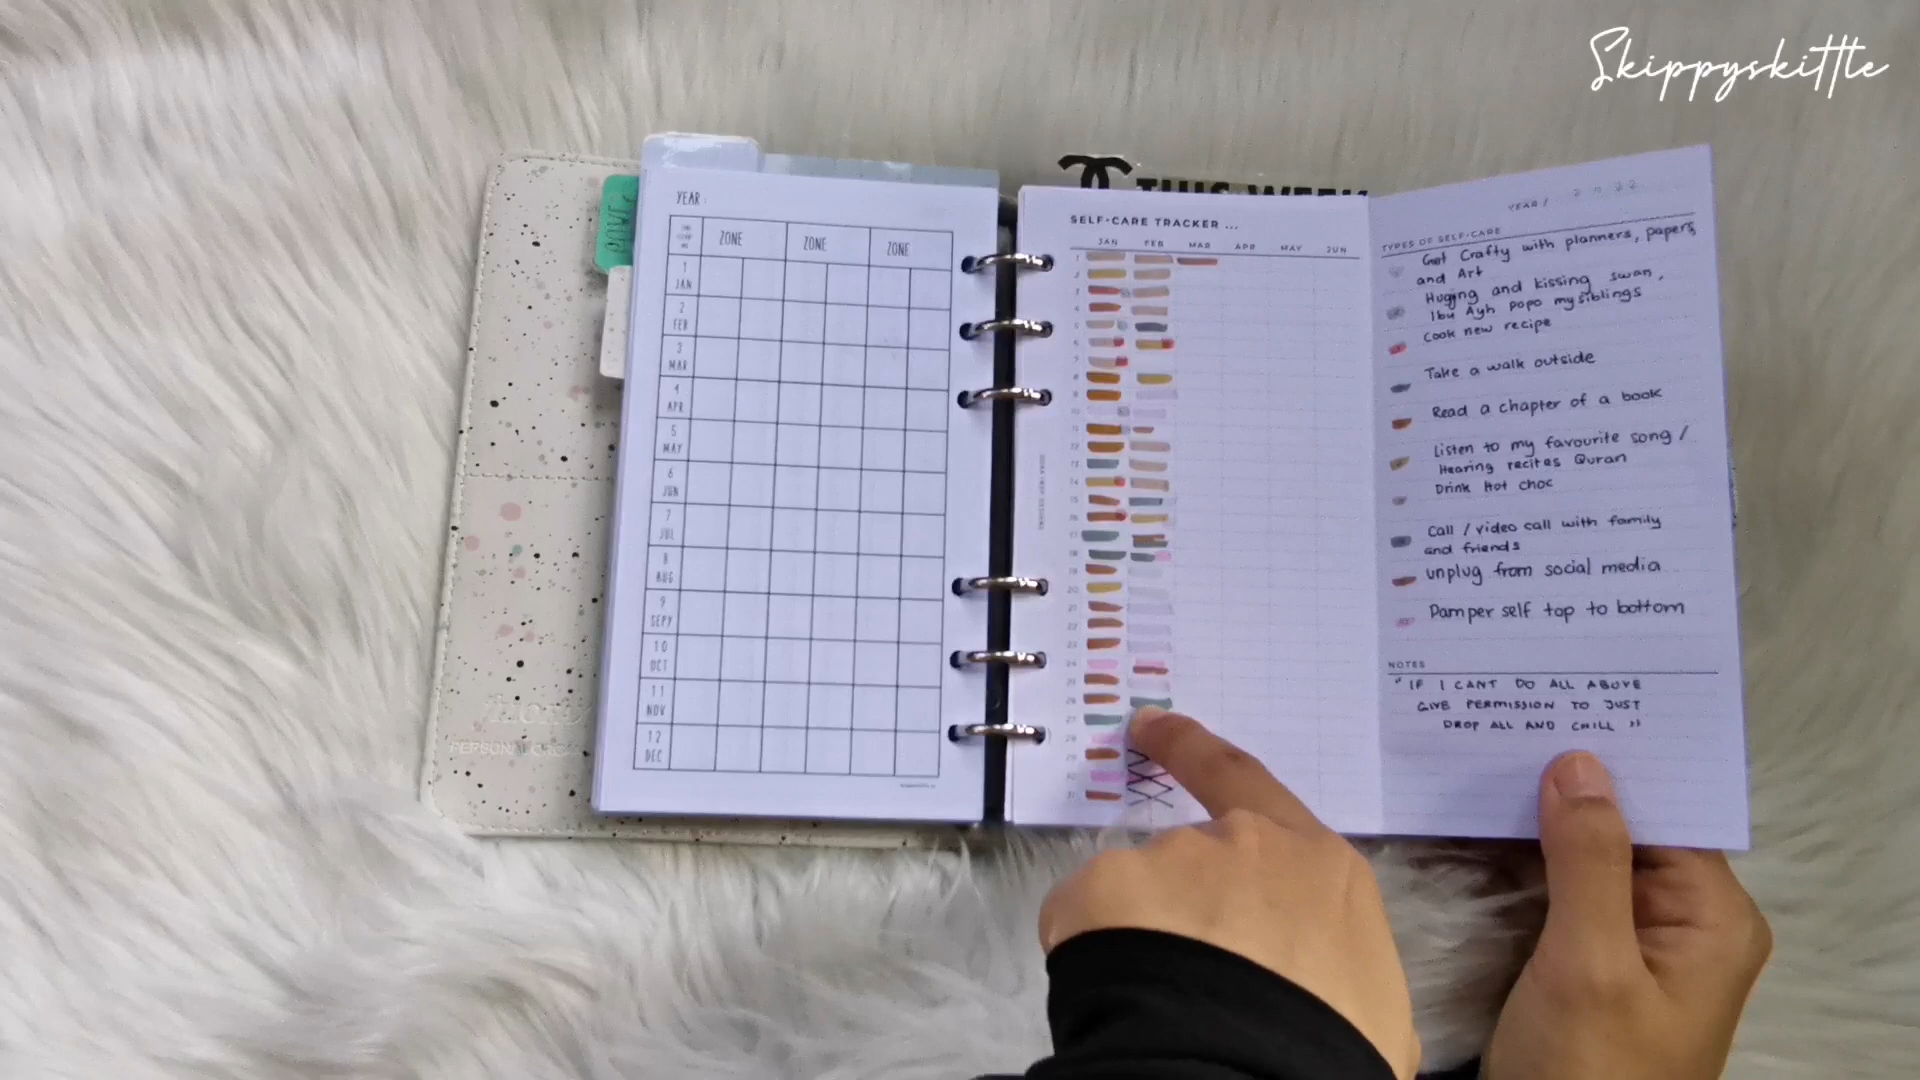 Skippyskittle
THIS WEEK
YEAR :
ZONE ZONE ZONE
1 JAN
2 FEB
3 MAR
4 APR
5 MAY
6 JUN
7 JUL
8 AUG
9 SEPT
10 OCT
11 NOV
12 DEC
SELF-CARE TRACKER ...
JAN FEB MAR APR MAY JUN
YEAR / 2022
TYPES OF SELF-CARE
Get Crafty with planners, papers,
and Art
Hugging and kissing swan,
Ibu Ayh popo my siblings
Cook new recipe
Take a walk outside
Read a chapter of a book
Listen to my favourite song /
Hearing recites Quran
Drink Hot choc
Call / video call with family
and friends
unplug from social media
Pamper self top to bottom
NOTES
" IF I CANT DO ALL ABOVE
GIVE PERMISSION TO JUST
DROP ALL AND CHILL "